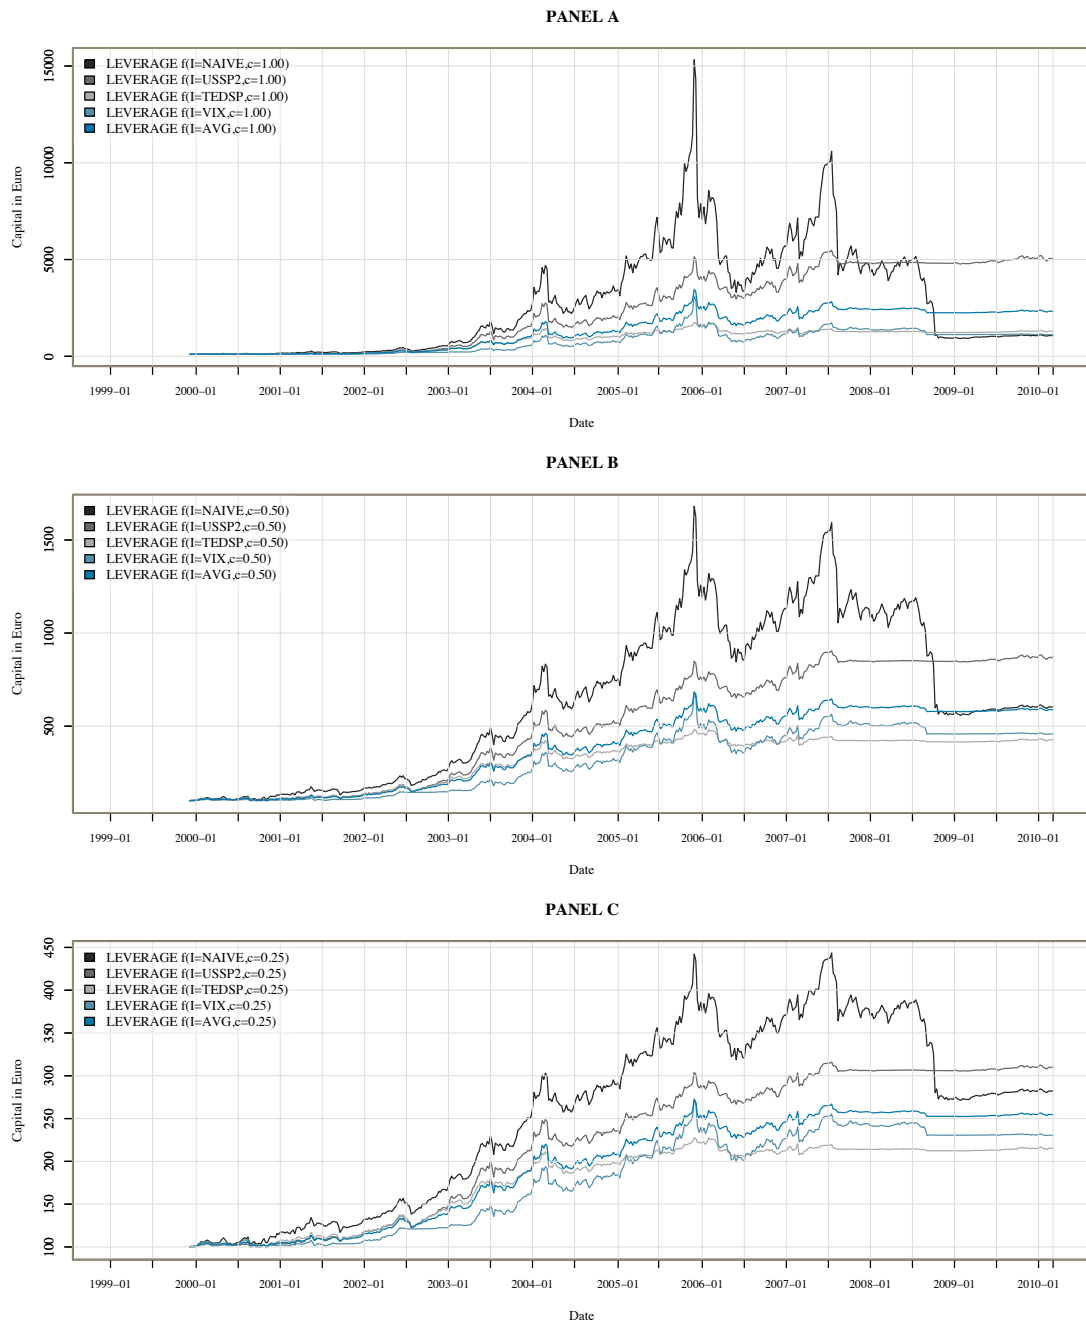 PANEL A
Capital in Euro
15000
10000
5000
0
LEVERAGE f(I=NAIVE,c=1.00)
LEVERAGE f(I=USSP2,c=1.00)
LEVERAGE f(I=TEDSP,c=1.00)
LEVERAGE f(I=VIX,c=1.00)
LEVERAGE f(I=AVG,c=1.00)
1999–01 2000–01 2001–01 2002–01 2003–01 2004–01 2005–01 2006–01 2007–01 2008–01 2009–01 2010–01
Date
PANEL B
Capital in Euro
1500
1000
500
LEVERAGE f(I=NAIVE,c=0.50)
LEVERAGE f(I=USSP2,c=0.50)
LEVERAGE f(I=TEDSP,c=0.50)
LEVERAGE f(I=VIX,c=0.50)
LEVERAGE f(I=AVG,c=0.50)
1999–01 2000–01 2001–01 2002–01 2003–01 2004–01 2005–01 2006–01 2007–01 2008–01 2009–01 2010–01
Date
PANEL C
Capital in Euro
450
400
350
300
250
200
150
100
LEVERAGE f(I=NAIVE,c=0.25)
LEVERAGE f(I=USSP2,c=0.25)
LEVERAGE f(I=TEDSP,c=0.25)
LEVERAGE f(I=VIX,c=0.25)
LEVERAGE f(I=AVG,c=0.25)
1999–01 2000–01 2001–01 2002–01 2003–01 2004–01 2005–01 2006–01 2007–01 2008–01 2009–01 2010–01
Date